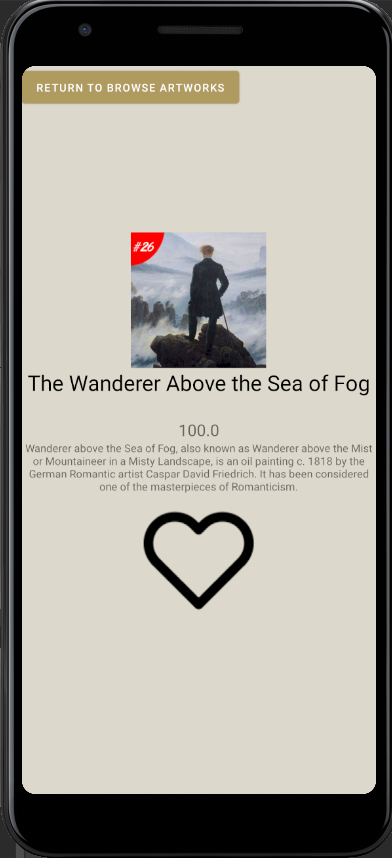 RETURN TO BROWSE ARTWORKS
#26
The Wanderer Above the Sea of Fog
100.0
Wanderer above the Sea of Fog, also known as Wanderer above the Mist
or Mountaineer in a Misty Landscape, is an oil painting c. 1818 by the
German Romantic artist Caspar David Friedrich. It has been considered
one of the masterpieces of Romanticism.